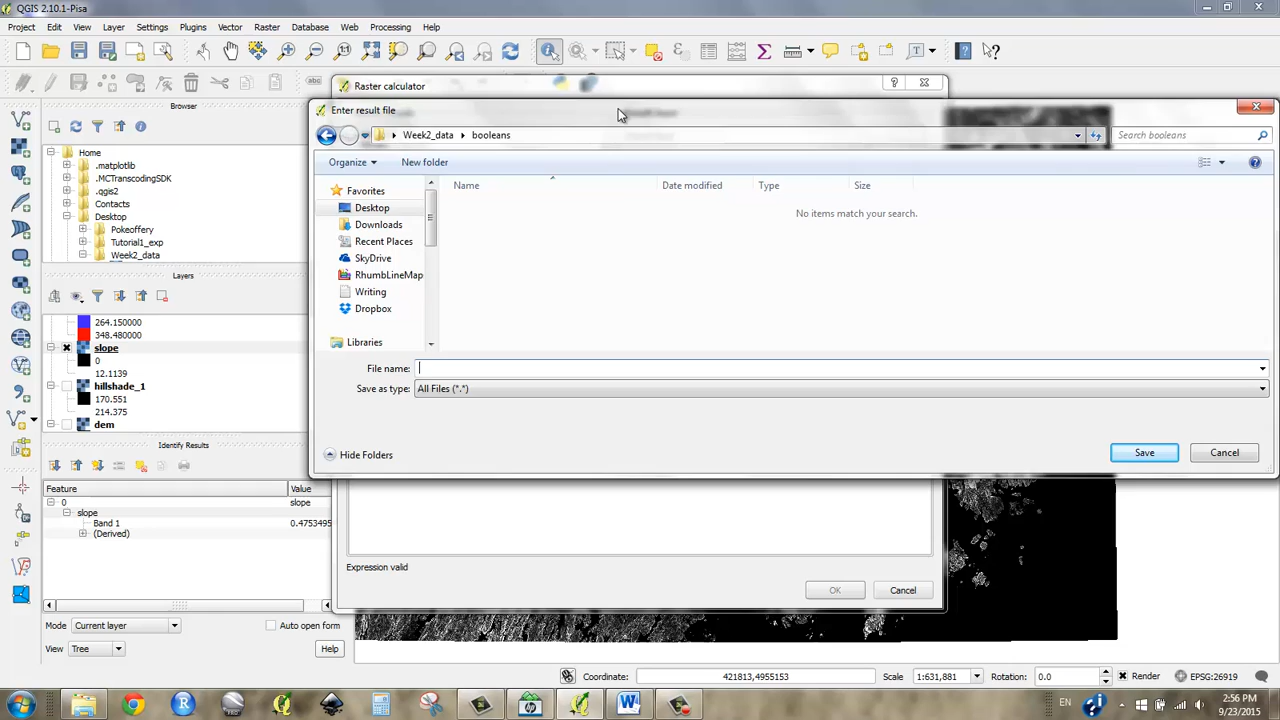 QGIS 2.10.1-Pisa
Project Edit View Layer Settings Plugins Vector Raster Database Web Processing Help
abc
Raster calculator
Browser
Enter result file
Week2_data booleans
Search booleans
Home
.matplotlib
.MCTranscodingSDK
.qgis2
Contacts
Desktop
Pokeoffery
Tutorial1_exp
Week2_data
Organize New folder
Favorites
Desktop
Downloads
Recent Places
SkyDrive
RhumbLineMap
Writing
Dropbox
Libraries
Name Date modified Type Size
No items match your search.
Layers
264.150000
348.480000
slope
0
12.1139
hillshade_1
170.551
214.375
dem
File name:
Save as type: All Files (*.*)
Hide Folders
Save Cancel
Identify Results
Feature Value
0 slope
slope
Band 1 0.4753495
(Derived)
Expression valid
OK Cancel
Mode Current layer Auto open form
View Tree Help
Coordinate: 421813,4955153 Scale 1:631,881 Rotation: 0.0 Render EPSG:26919
EN 2:56 PM
9/23/2015